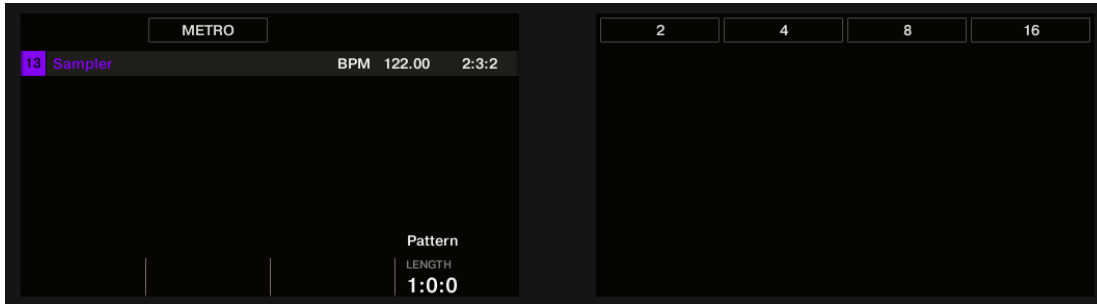 METRO
13 Sampler BPM 122.00 2:3:2
Pattern
LENGTH
1:0:0
2 4 8 16